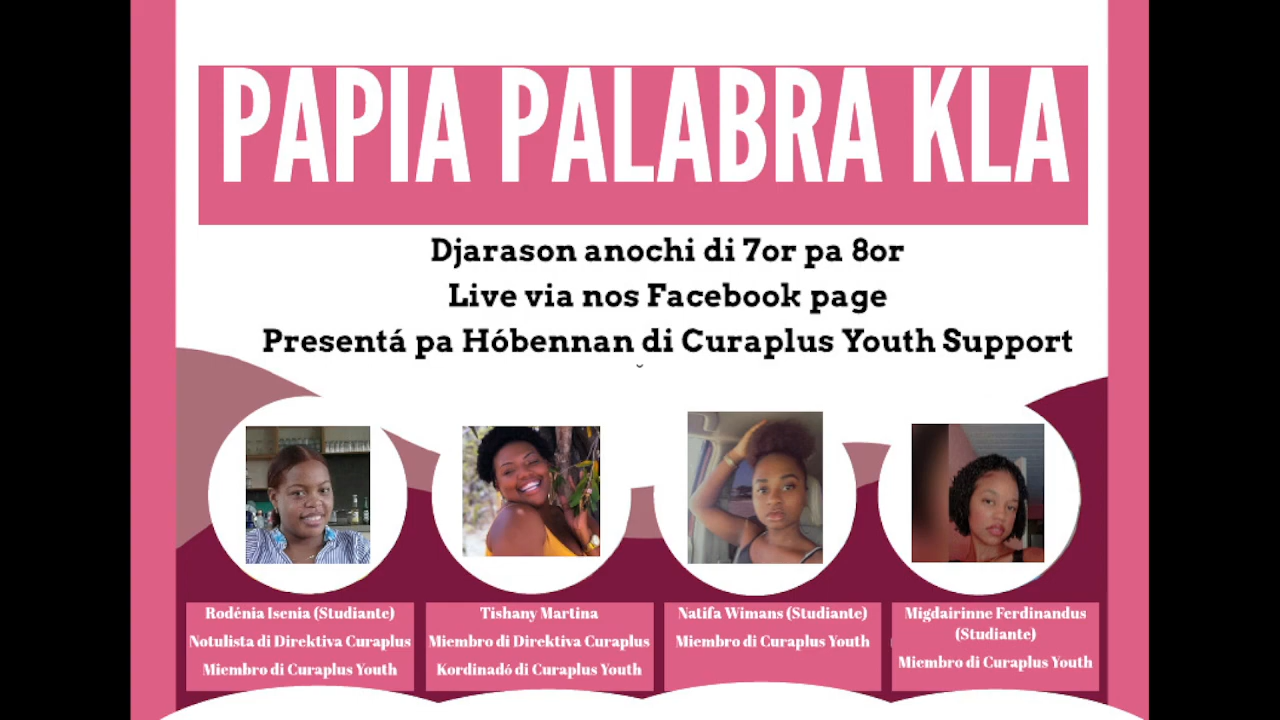 PAPIA PALABRA KLA
Djarason anochi di 7or pa 8or
Live via nos Facebook page
Presentá pa Hóbennan di Curaplus Youth Support
Rodénia Isenia (Studiante)
Notulista di Direktiva Curaplus
Miembro di Curaplus Youth
Tishany Martina
Miembro di Direktiva Curaplus
Kordinadó di Curaplus Youth
Natifa Wimans (Studiante)
Miembro di Curaplus Youth
Migdairinne Ferdinandus
(Studiante)
Miembro di Curaplus Youth